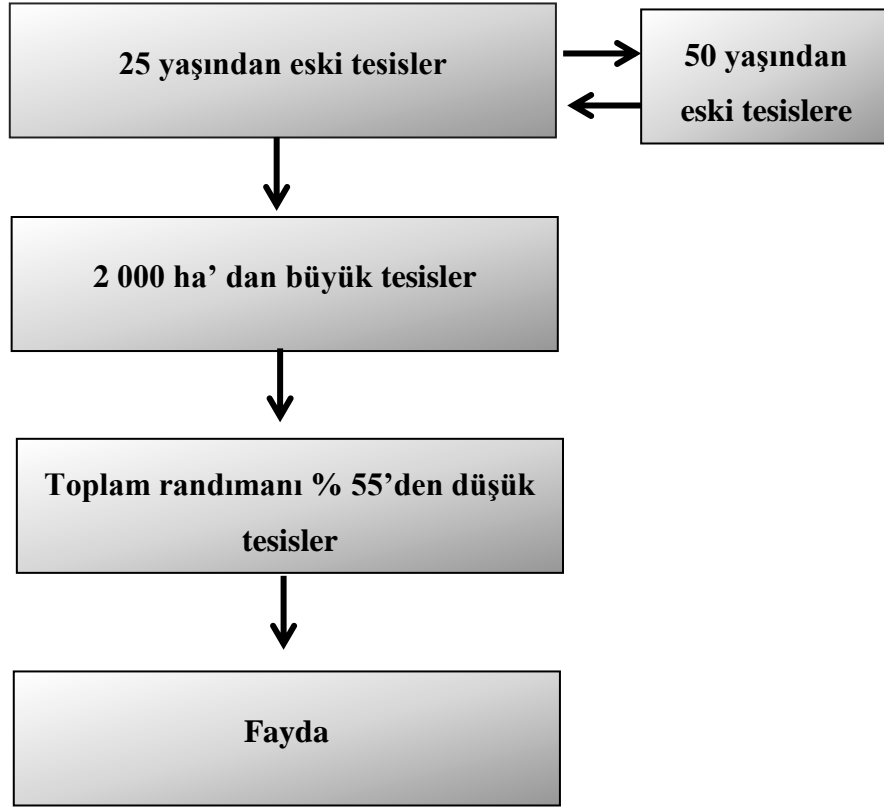 25 yaşından eski tesisler
50 yaşından
eski tesislere
2 000 ha’ dan büyük tesisler
Toplam randımanı % 55’den düşük
tesisler
Fayda